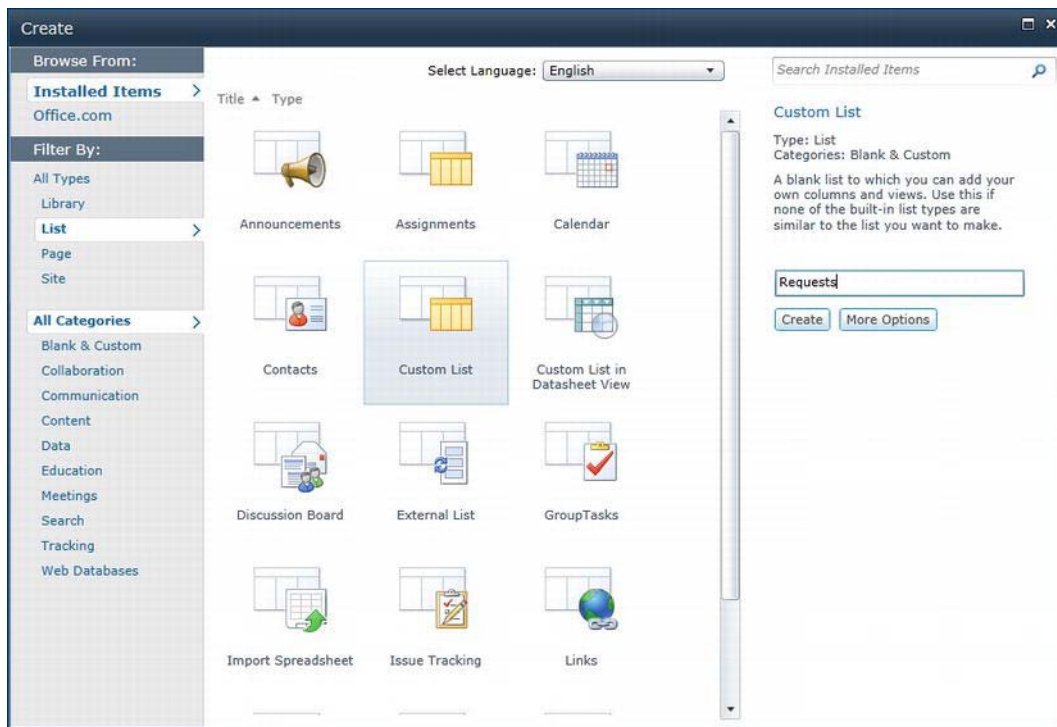 Create
Browse From:
Installed Items
Office.com
Filter By:
All Types
Library
List
Page
Site
All Categories
Blank & Custom
Collaboration
Communication
Content
Data
Education
Meetings
Search
Tracking
Web Databases
Select Language: English
Title Type
Announcements
Assignments
Calendar
Contacts
Custom List
Custom List in
Datasheet View
Discussion Board
External List
GroupTasks
Import Spreadsheet
Issue Tracking
Links
Search Installed Items
Custom List
Type: List
Categories: Blank & Custom
A blank list to which you can add your
own columns and views. Use this if
none of the built-in list types are
similar to the list you want to make.
Requests
Create More Options